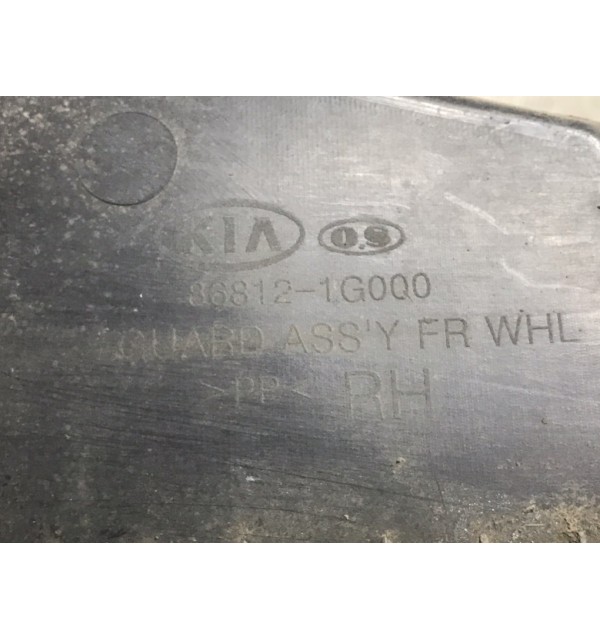 KIA O.S
86812-1G000
GUARD ASS'Y FR WHL
>PP< RH